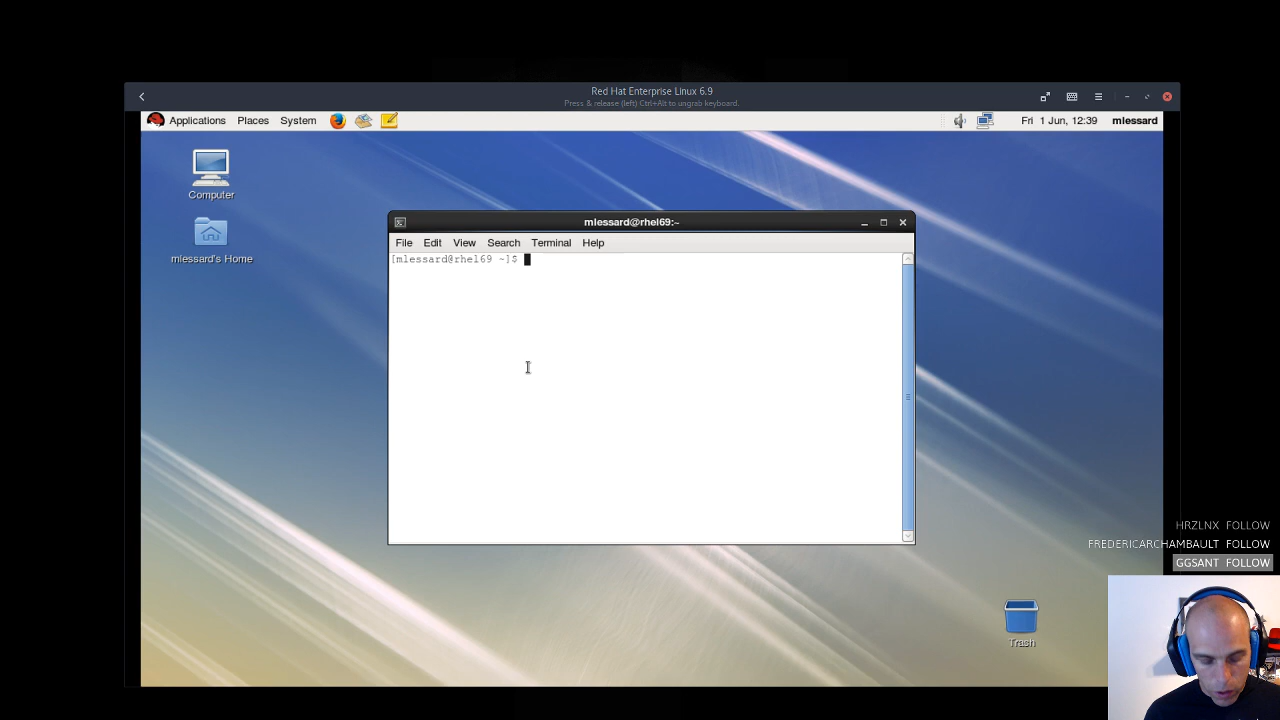 Red Hat Enterprise Linux 6.9
Press & release (left) Ctrl+Alt to ungrab keyboard.
Applications Places System Fri 1 Jun, 12:39 mlessard
Computer
mlessard's Home
mlessard@rhel69:~
File Edit View Search Terminal Help
[mlessard@rhel69 ~]$
HRZLNX FOLLOW
FREDERICARCHAMBAULT FOLLOW
GGSANT FOLLOW
Trash